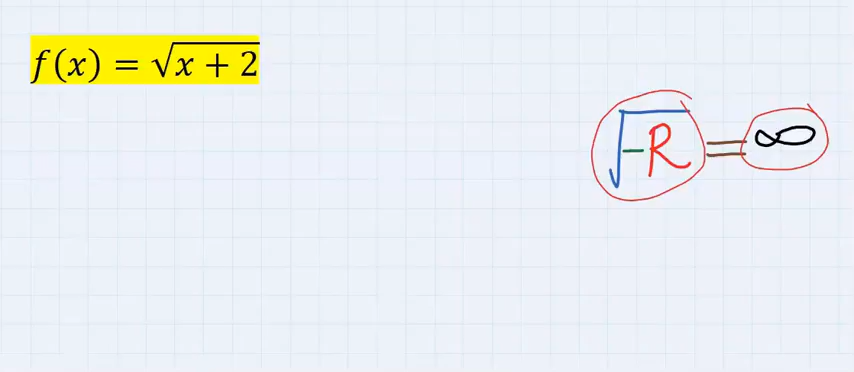 f(x) = √x + 2
√-R = ∞